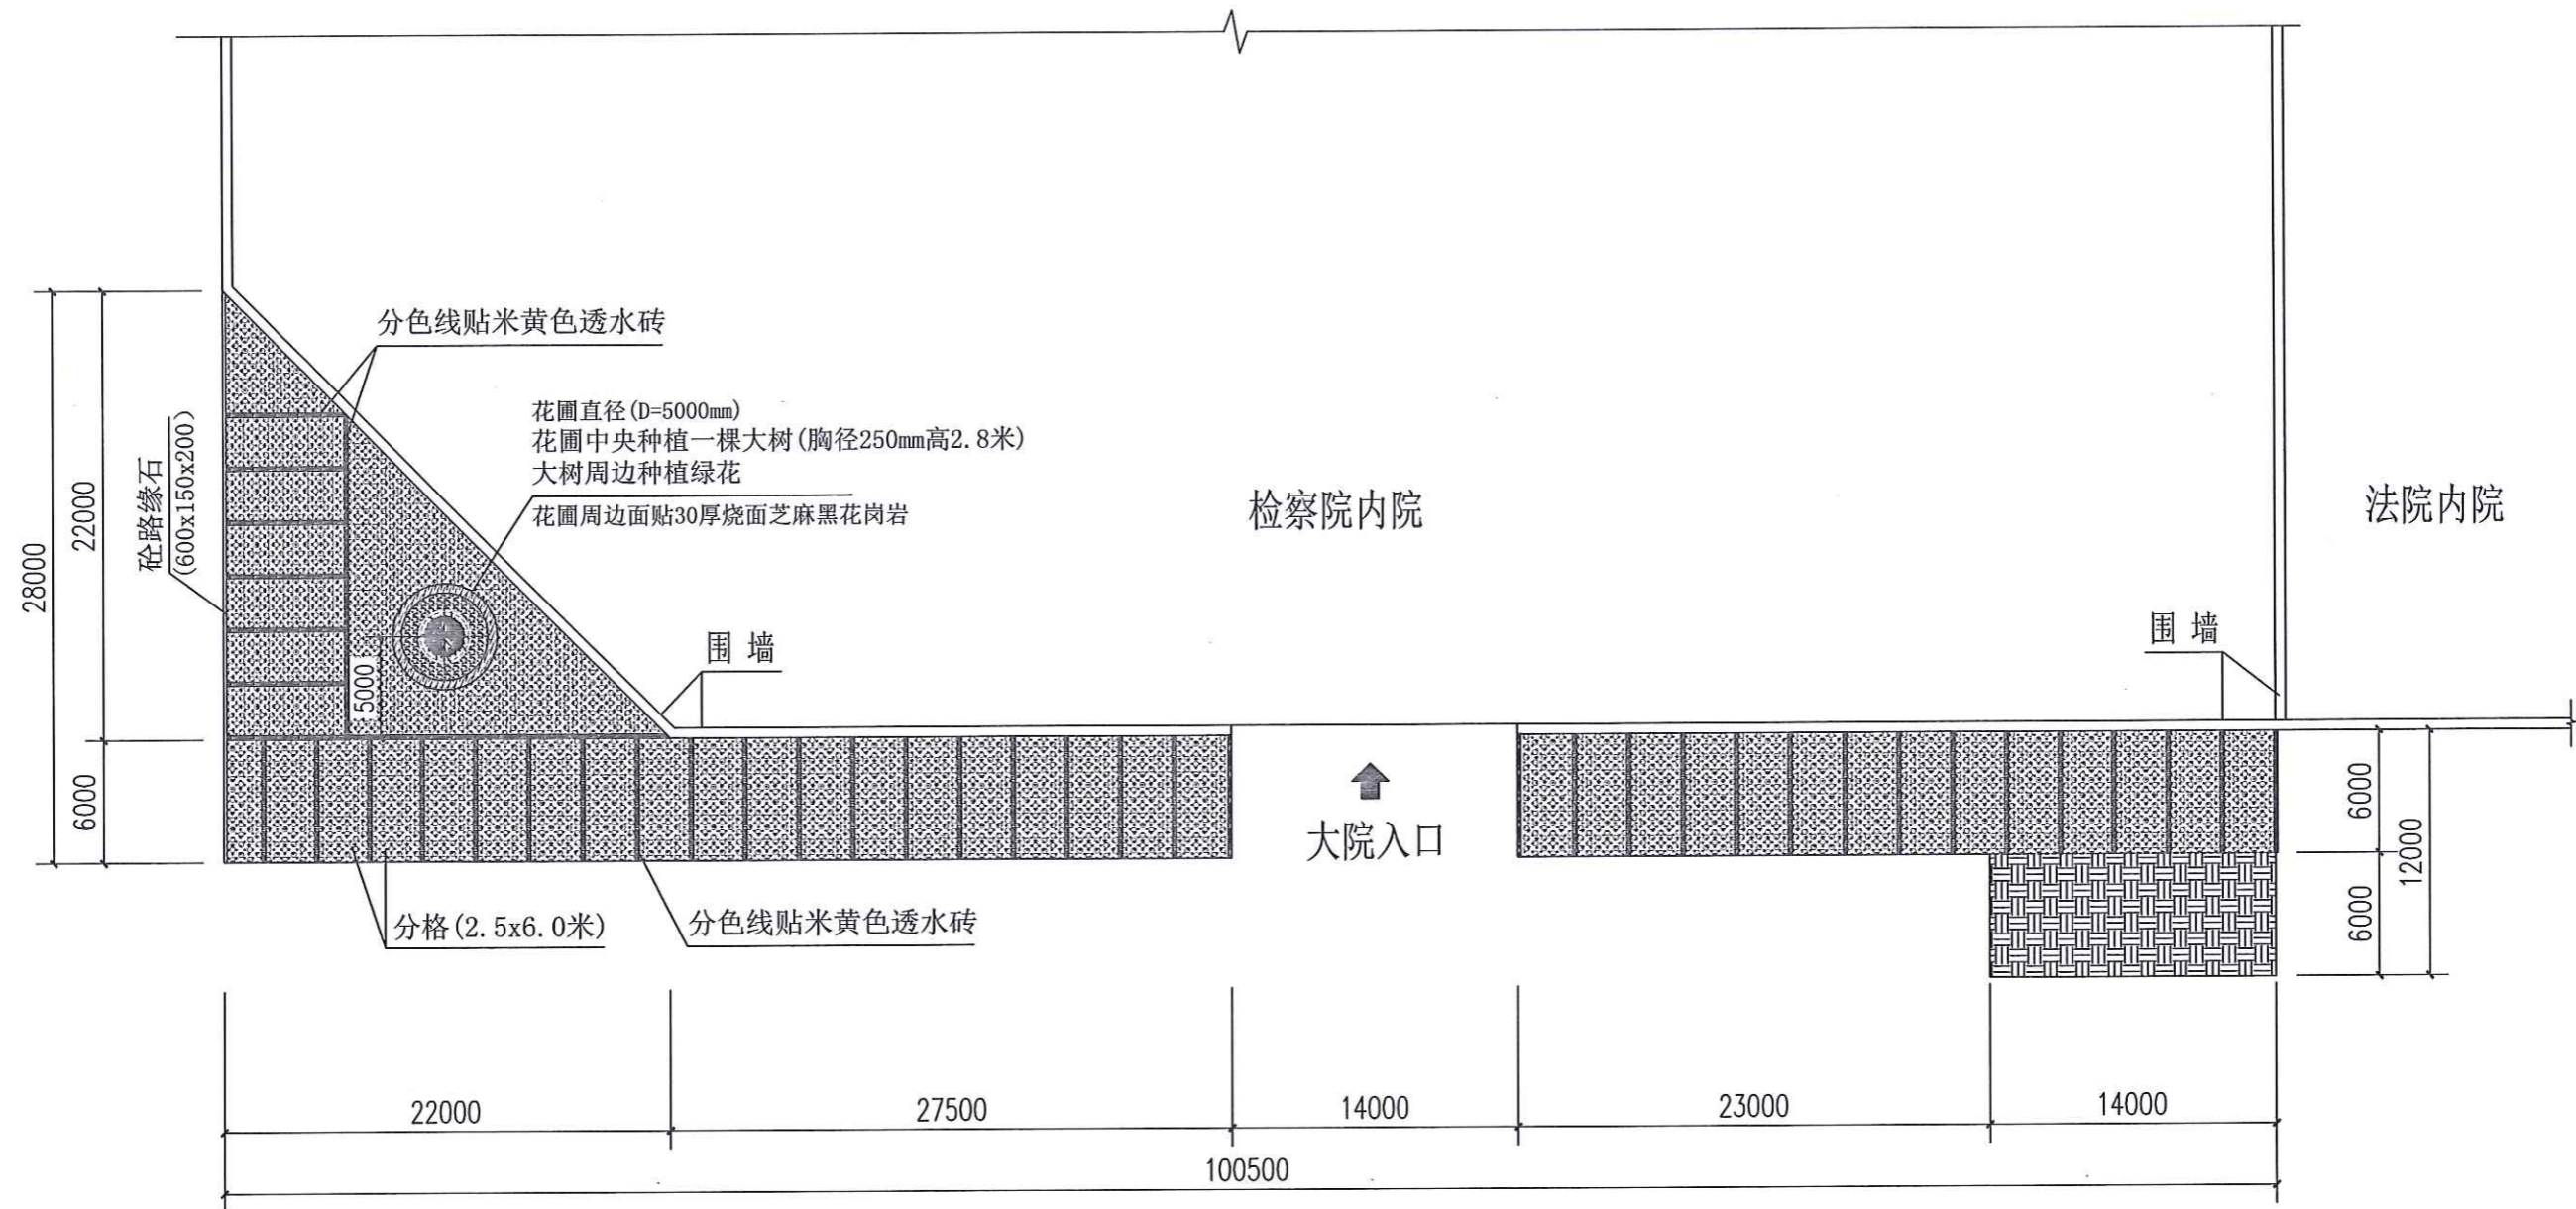 分色线贴米黄色透水砖
花圃直径(D=5000mm)
花圃中央种植一棵大树(胸径250mm高2.8米)
大树周边种植绿花
花圃周边面贴30厚烧面芝麻黑花岗岩
砼路缘石
(600x150x200)
28000
22000
6000
5000
围 墙
检察院内院
法院内院
围 墙
大院入口
6000
6000
12000
分格(2.5x6.0米)
分色线贴米黄色透水砖
22000
27500
14000
23000
14000
100500